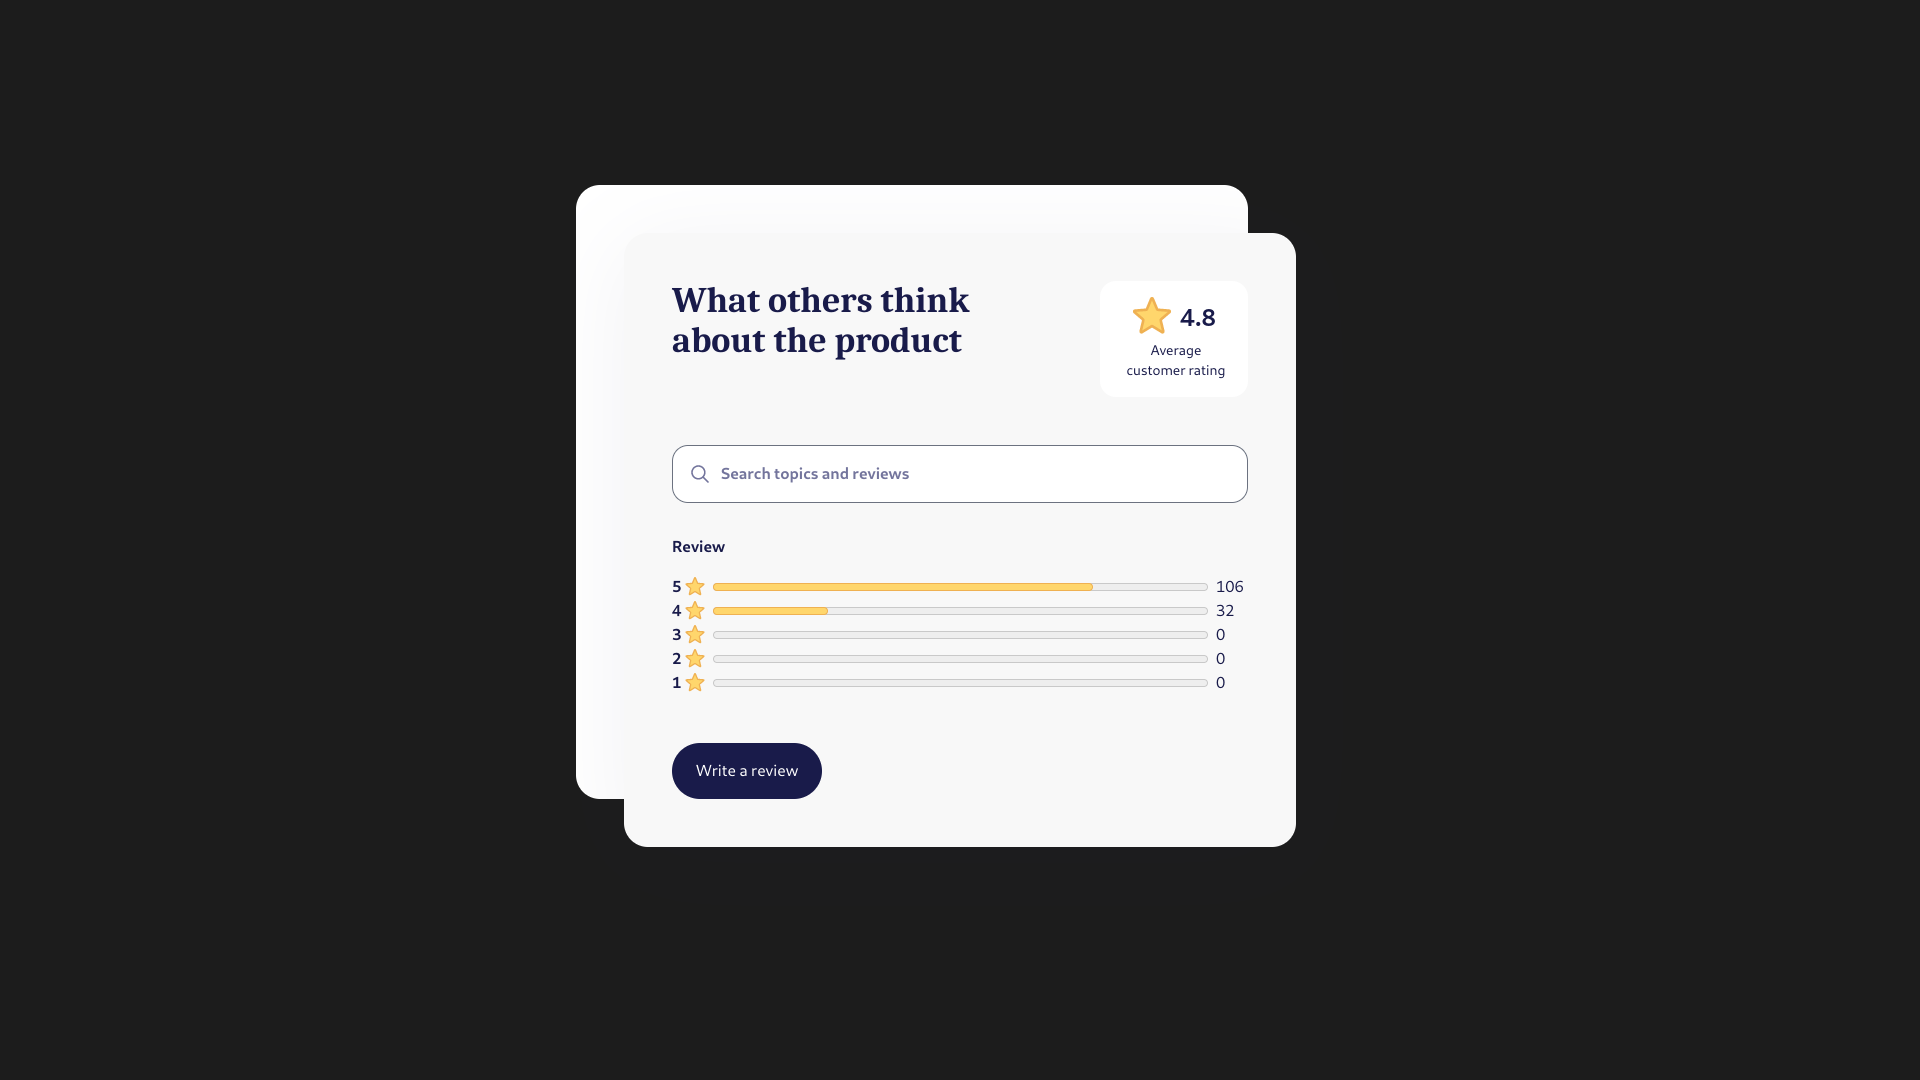 What others think
about the product
4.8
Average
customer rating
Search topics and reviews
Review
5 106
4 32
3 0
2 0
1 0
Write a review